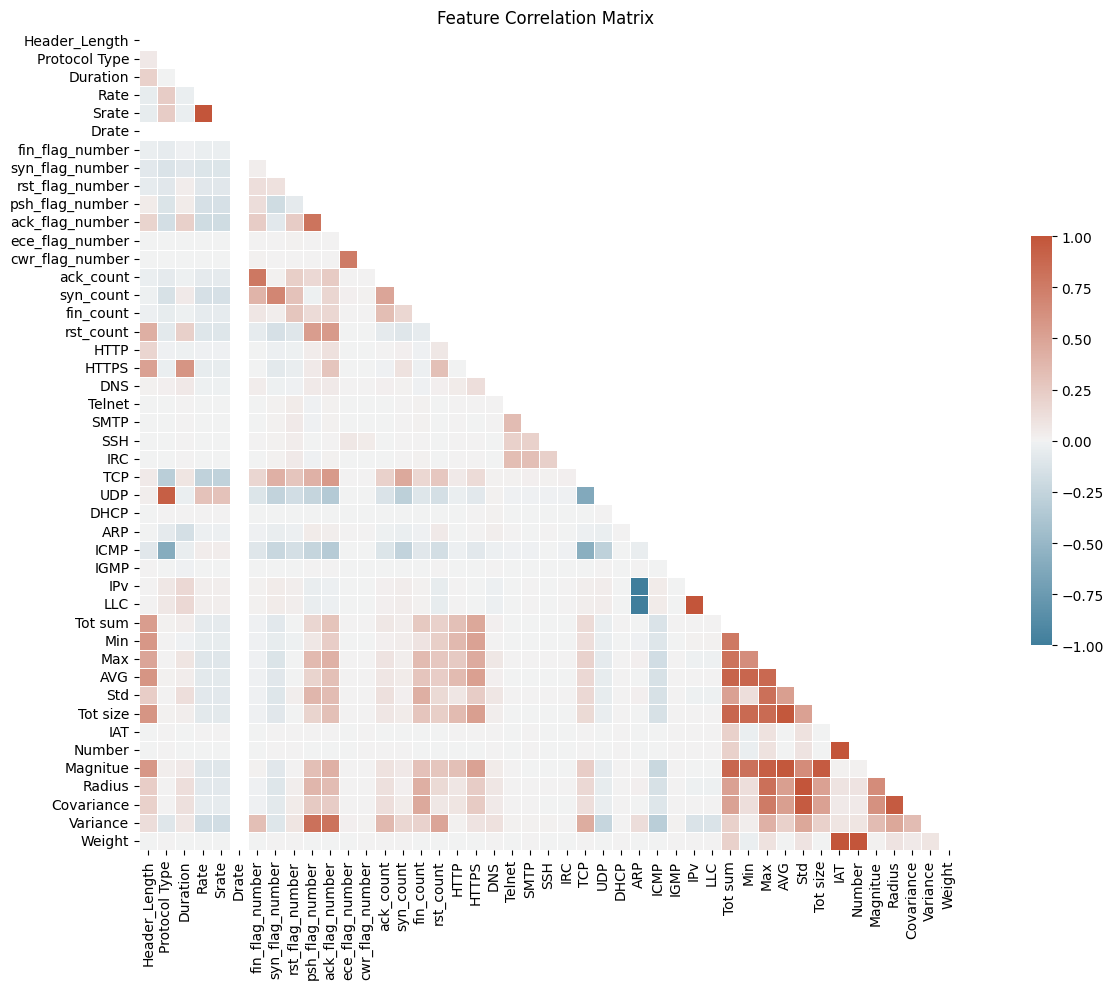 Feature Correlation Matrix
Header_Length
Protocol Type
Duration
Rate
Srate
Drate
fin_flag_number
syn_flag_number
rst_flag_number
psh_flag_number
ack_flag_number
ece_flag_number
cwr_flag_number
ack_count
syn_count
fin_count
rst_count
HTTP
HTTPS
DNS
Telnet
SMTP
SSH
IRC
TCP
UDP
DHCP
ARP
ICMP
IGMP
IPv
LLC
Tot sum
Min
Max
AVG
Std
Tot size
IAT
Number
Magnitue
Radius
Covariance
Variance
Weight
Header_Length
Protocol Type
Duration
Rate
Srate
Drate
fin_flag_number
syn_flag_number
rst_flag_number
psh_flag_number
ack_flag_number
ece_flag_number
cwr_flag_number
ack_count
syn_count
fin_count
rst_count
HTTP
HTTPS
DNS
Telnet
SMTP
SSH
IRC
TCP
UDP
DHCP
ARP
ICMP
IGMP
IPv
LLC
Tot sum
Min
Max
AVG
Std
Tot size
IAT
Number
Magnitue
Radius
Covariance
Variance
Weight
1.00
0.75
0.50
0.25
0.00
−0.25
−0.50
−0.75
−1.00